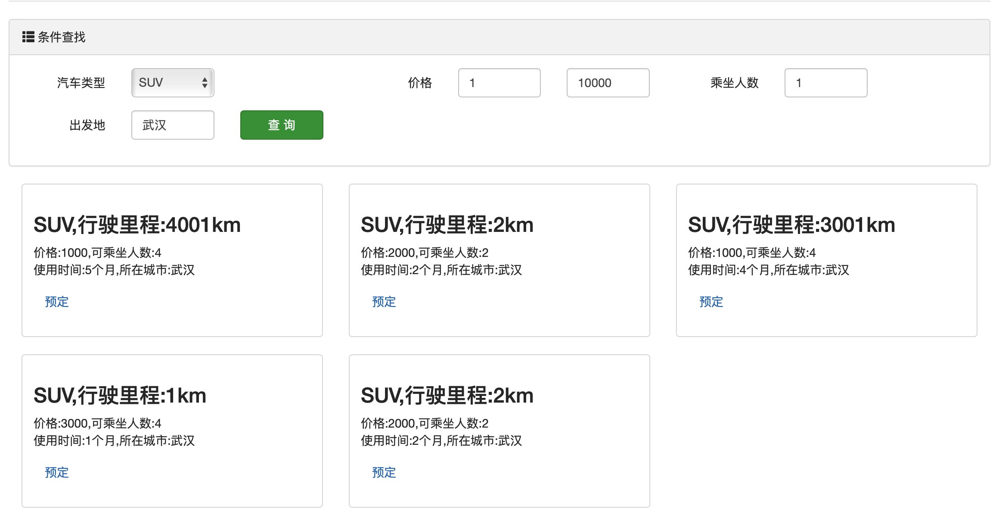 条件查找
汽车类型 SUV 价格 1 10000 乘坐人数 1
出发地 武汉 查 询
SUV,行驶里程:4001km
价格:1000,可乘坐人数:4
使用时间:5个月,所在城市:武汉
预定
SUV,行驶里程:2km
价格:2000,可乘坐人数:2
使用时间:2个月,所在城市:武汉
预定
SUV,行驶里程:3001km
价格:1000,可乘坐人数:4
使用时间:4个月,所在城市:武汉
预定
SUV,行驶里程:1km
价格:3000,可乘坐人数:4
使用时间:1个月,所在城市:武汉
预定
SUV,行驶里程:2km
价格:2000,可乘坐人数:2
使用时间:2个月,所在城市:武汉
预定